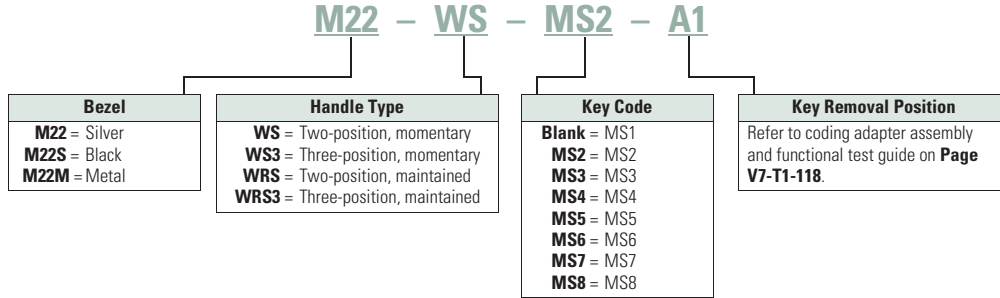 M22 – WS – MS2 – A1
Bezel
M22 = Silver
M22S = Black
M22M = Metal
Handle Type
WS = Two-position, momentary
WS3 = Three-position, momentary
WRS = Two-position, maintained
WRS3 = Three-position, maintained
Key Code
Blank = MS1
MS2 = MS2
MS3 = MS3
MS4 = MS4
MS5 = MS5
MS6 = MS6
MS7 = MS7
MS8 = MS8
Key Removal Position
Refer to coding adapter assembly
and functional test guide on Page
V7-T1-118.